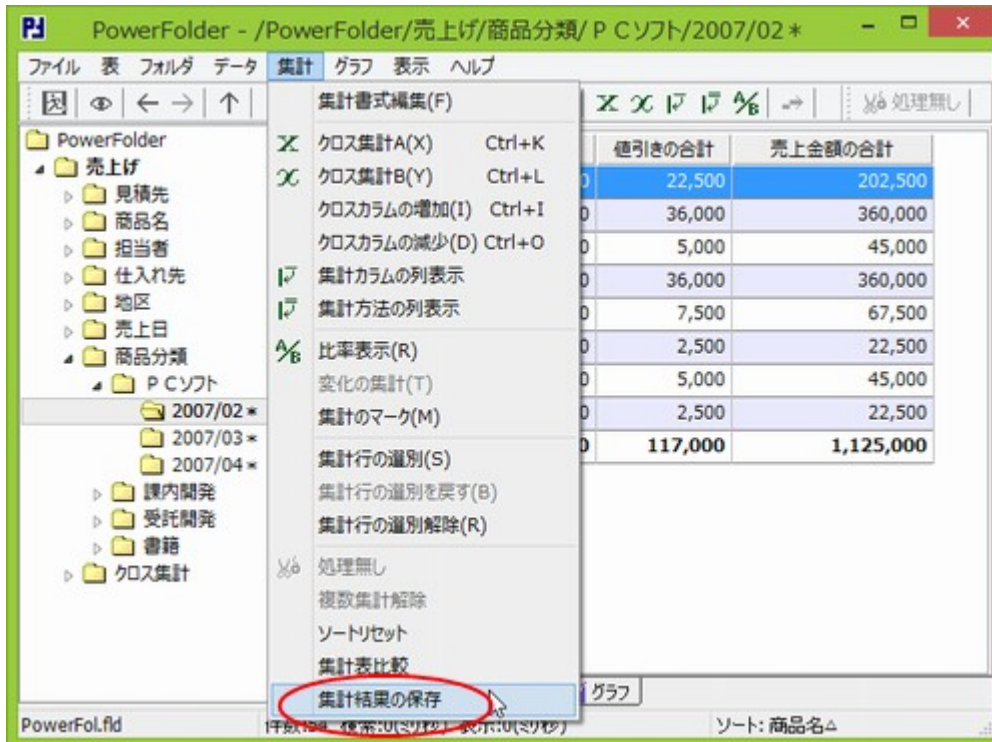 PowerFolder - /PowerFolder/売上げ/商品分類/ＰＣソフト/2007/02＊
ファイル 表 フォルダ データ 集計 グラフ 表示 ヘルプ
処理無し
PowerFolder
売上げ
見積先
商品名
担当者
仕入れ先
地区
売上日
商品分類
ＰＣソフト
2007/02＊
2007/03＊
2007/04＊
課内開発
受託開発
書籍
クロス集計
集計書式編集(F)
クロス集計A(X) Ctrl+K
クロス集計B(Y) Ctrl+L
クロスカラムの増加(I) Ctrl+I
クロスカラムの減少(D) Ctrl+O
集計カラムの列表示
集計方法の列表示
比率表示(R)
変化の集計(T)
集計のマーク(M)
集計行の選別(S)
集計行の選別を戻す(B)
集計行の選別解除(R)
処理無し
複数集計解除
ソートリセット
集計表比較
集計結果の保存
値引きの合計 売上金額の合計
22,500 202,500
36,000 360,000
5,000 45,000
36,000 360,000
7,500 67,500
2,500 22,500
5,000 45,000
2,500 22,500
117,000 1,125,000
グラフ
PowerFol.fld
ソート: 商品名△